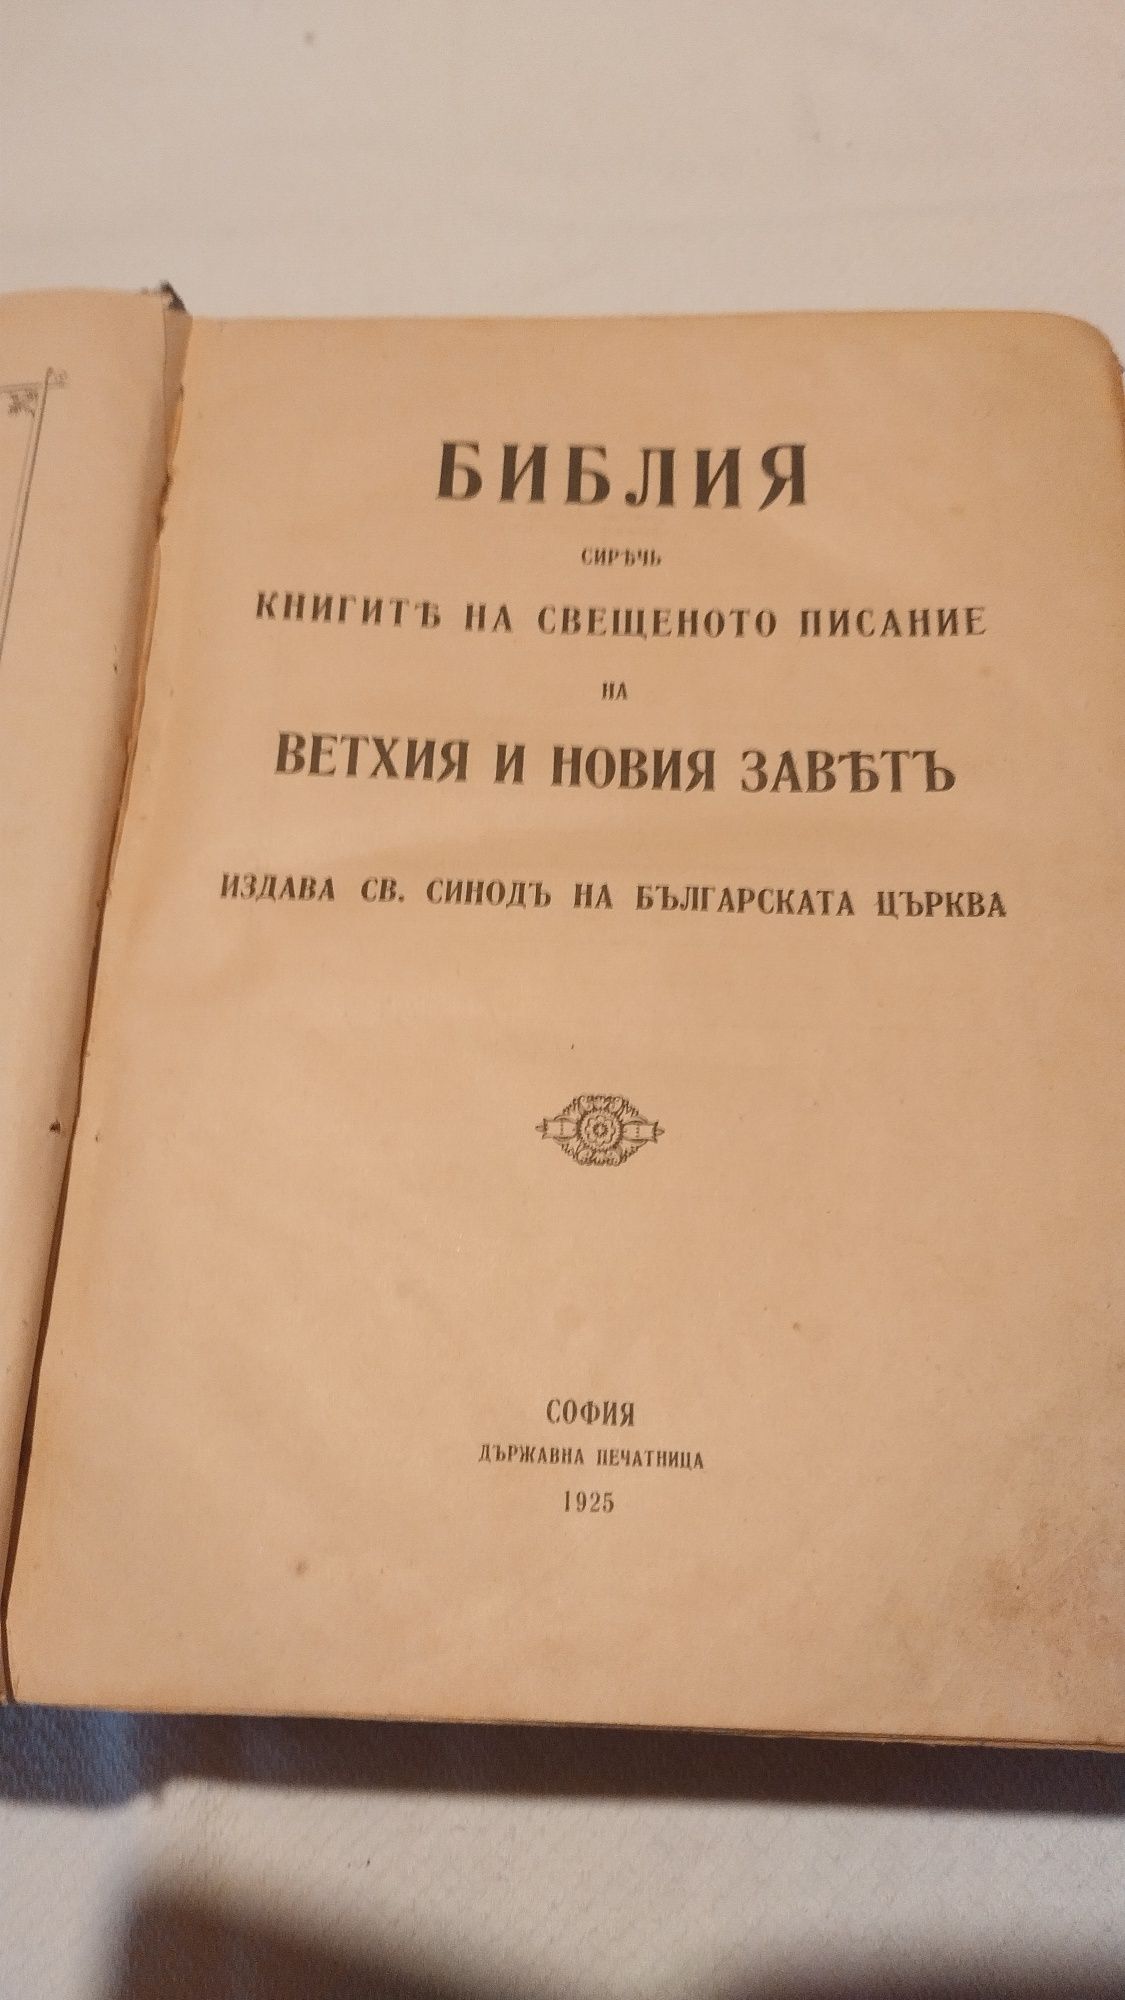 БИБЛИЯ
СИРѢЧЬ
КНИГИТѢ НА СВЕЩЕНОТО ПИСАНИЕ
НА
ВЕТХИЯ И НОВИЯ ЗАВѢТЪ
ИЗДАВА СВ. СИНОДЪ НА БЪЛГАРСКАТА ЦЪРКВА
СОФИЯ
ДЪРЖАВНА ПЕЧАТНИЦА
1925